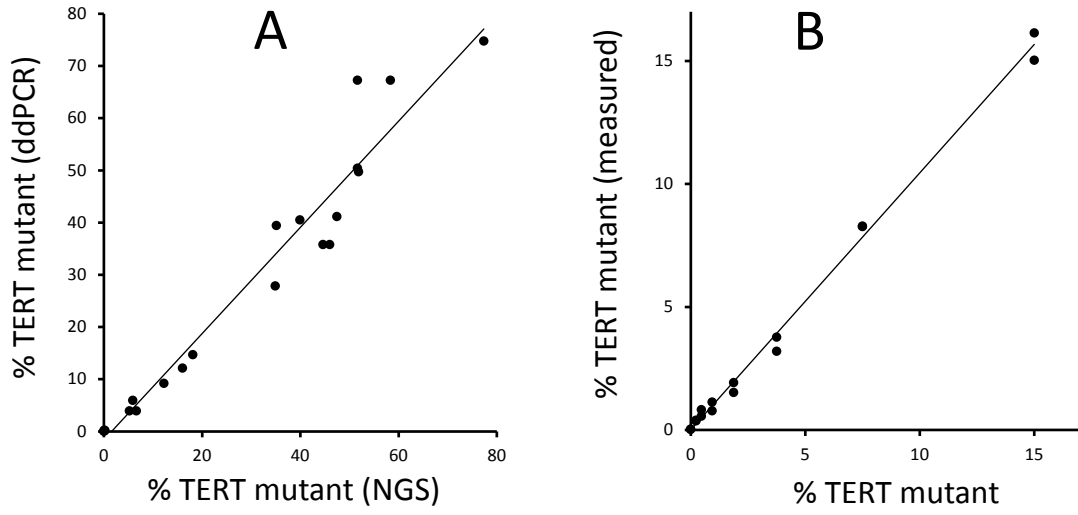 A
% TERT mutant (ddPCR)
80
70
60
50
40
30
20
10
0
0 20 40 60 80
% TERT mutant (NGS)
B
% TERT mutant (measured)
15
10
5
0
0 5 10 15
% TERT mutant